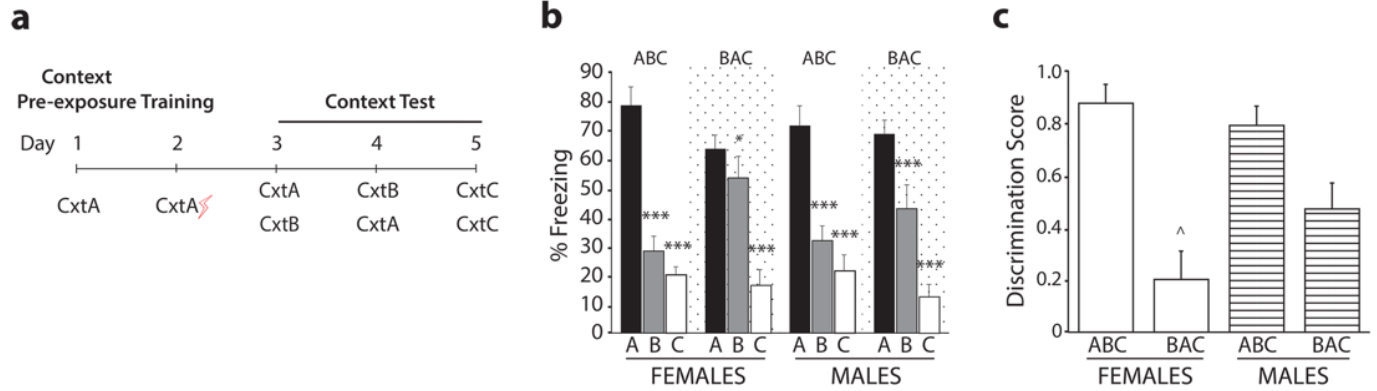 a
Context
Pre-exposure Training
Context Test
Day 1 2 3 4 5
CxtA CxtA CxtA CxtB CxtC
CxtB CxtA CxtC
b
ABC BAC ABC BAC
% Freezing
90
80
70
60
50
40
30
20
10
0
*
***
***
***
***
***
***
***
A B C A B C A B C A B C
FEMALES MALES
c
Discrimination Score
1.0
0.8
0.6
0.4
0.2
0
^
ABC BAC ABC BAC
FEMALES MALES